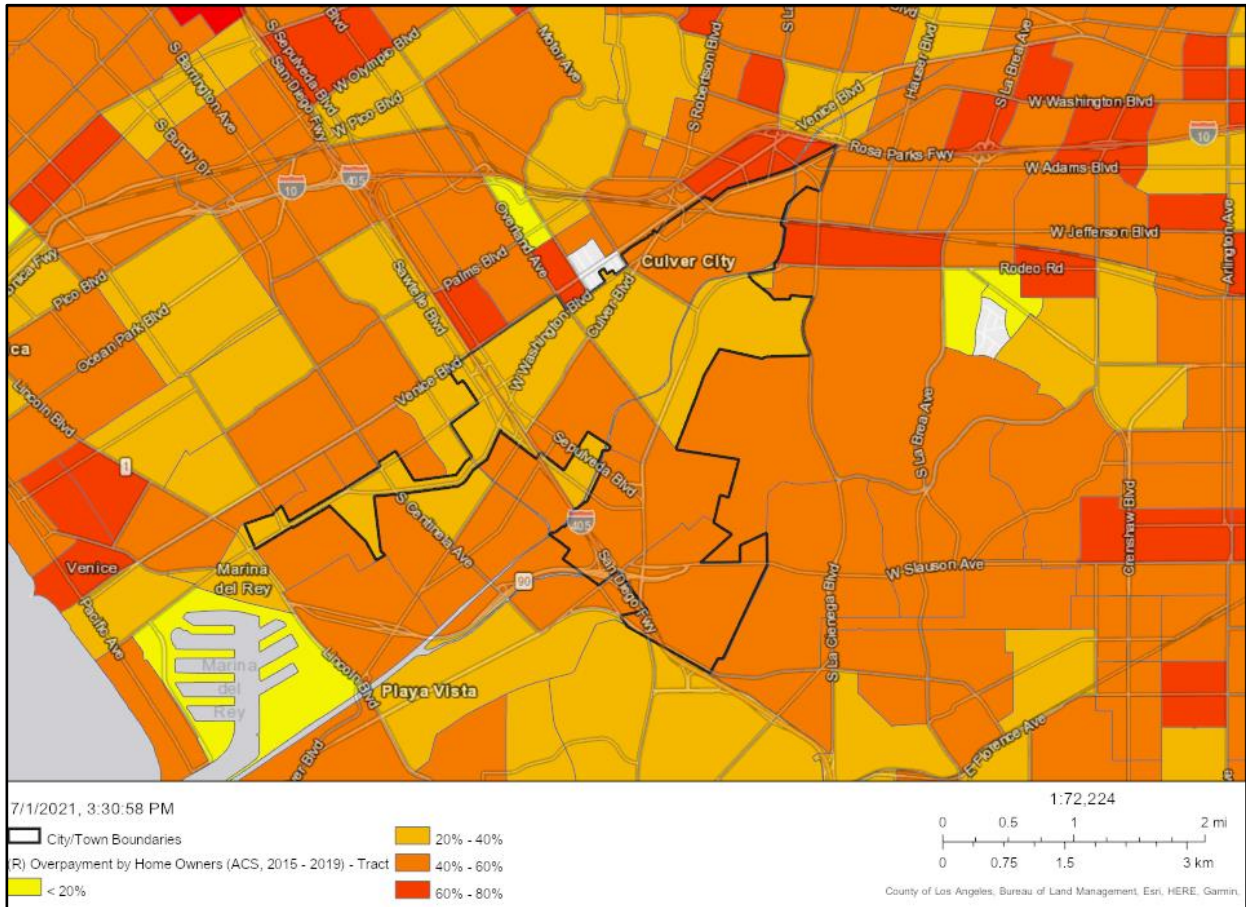 S Sepulveda Blvd
San Diego Fwy
Blvd
S Barrington Ave
W Olympic Blvd
W Pico Blvd
S Bundy Dr
Motor Ave
S Robertson Blvd
S La
Hauser Blvd
S La Brea Ave
Venice Blvd
W Washington Blvd
Rosa Parks Fwy
10
W Adams Blvd
405
10
Overland Ave
W Jefferson Blvd
Arlington Ave
Palms Blvd
Culver City
Rodeo Rd
onica Fwy
Pico Blvd
Sawtelle Blvd
Culver Blvd
Ocean Park Blvd
W Washington Blvd
ca
Lincoln Blvd
Venice Blvd
S La Brea Ave
1
Sepulveda Blvd
S Centinela Ave
405
Crenshaw Blvd
Venice
Marina
del Rey
90
San Diego Fwy
W Slauson Ave
Pacific Ave
Marina
del
Rey
Lincoln Blvd
Playa Vista
S La Cienega Blvd
E Florence Ave
ver Blvd
7/1/2021, 3:30:58 PM
City/Town Boundaries
(R) Overpayment by Home Owners (ACS, 2015 - 2019) - Tract
< 20%
20% - 40%
40% - 60%
60% - 80%
1:72,224
0 0.5 1 2 mi
0 0.75 1.5 3 km
County of Los Angeles, Bureau of Land Management, Esri, HERE, Garmin,